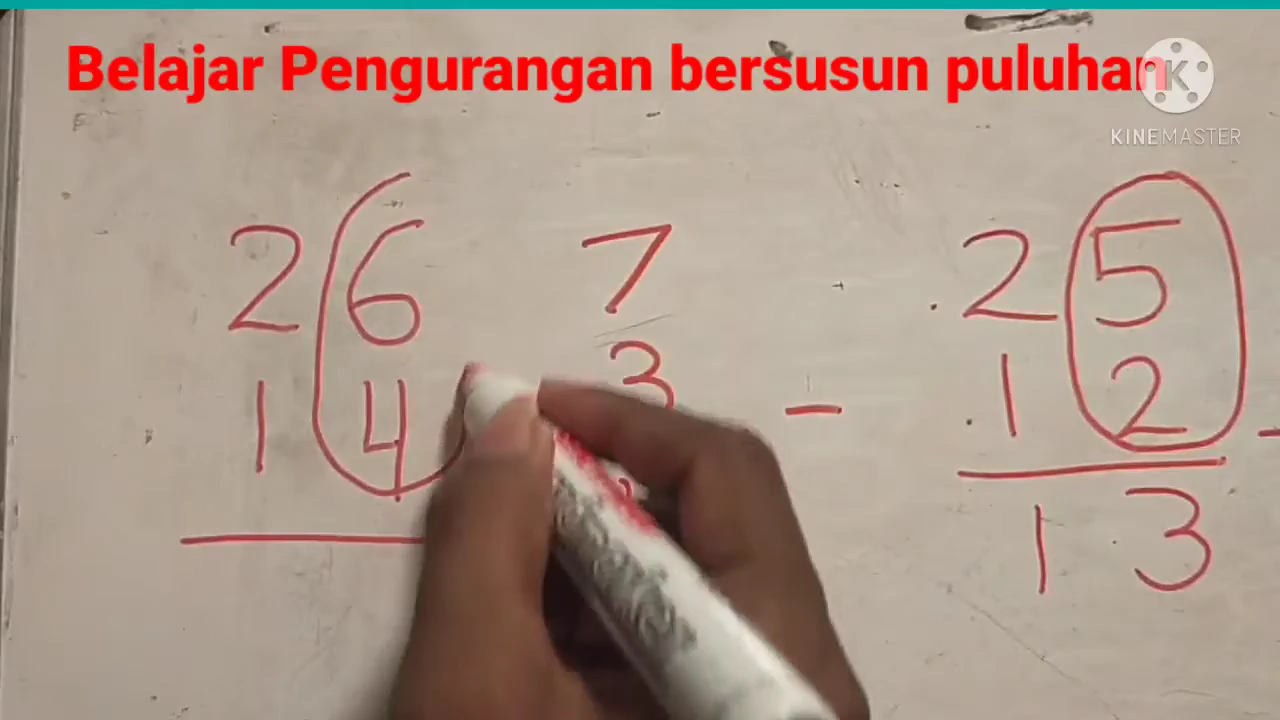 Belajar Pengurangan bersusun puluhan
K
KINEMASTER
26 7 25
14 3 - 12 -
13